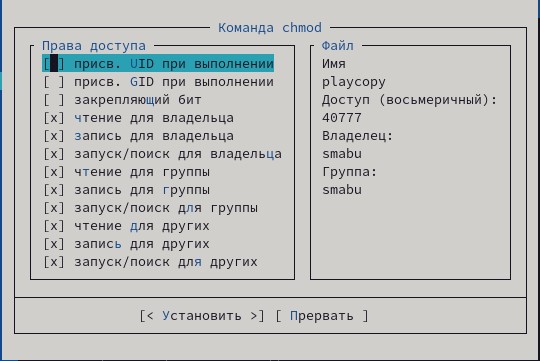 Команда chmod
Права доступа
[ ] присв. UID при выполнении
[ ] присв. GID при выполнении
[ ] закрепляющий бит
[x] чтение для владельца
[x] запись для владельца
[x] запуск/поиск для владельца
[x] чтение для группы
[x] запись для группы
[x] запуск/поиск для группы
[x] чтение для других
[x] запись для других
[x] запуск/поиск для других
Файл
Имя
playcopy
Доступ (восьмеричный):
40777
Владелец:
smabu
Группа:
smabu
[< Установить >] [ Прервать ]